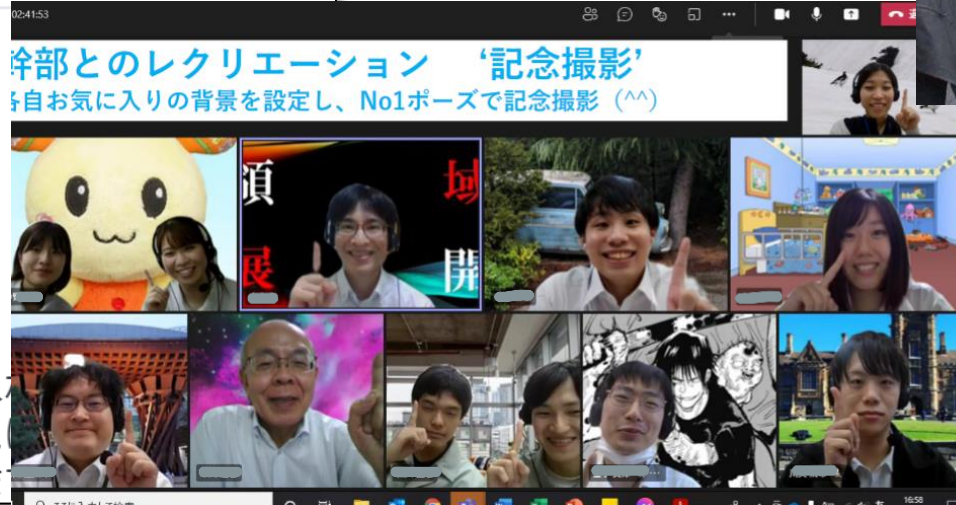 02:41:53
幹部とのレクリエーション　‘記念撮影’
各自お気に入りの背景を設定し、No1ポーズで記念撮影（^^）
領
域
展
開
16:58